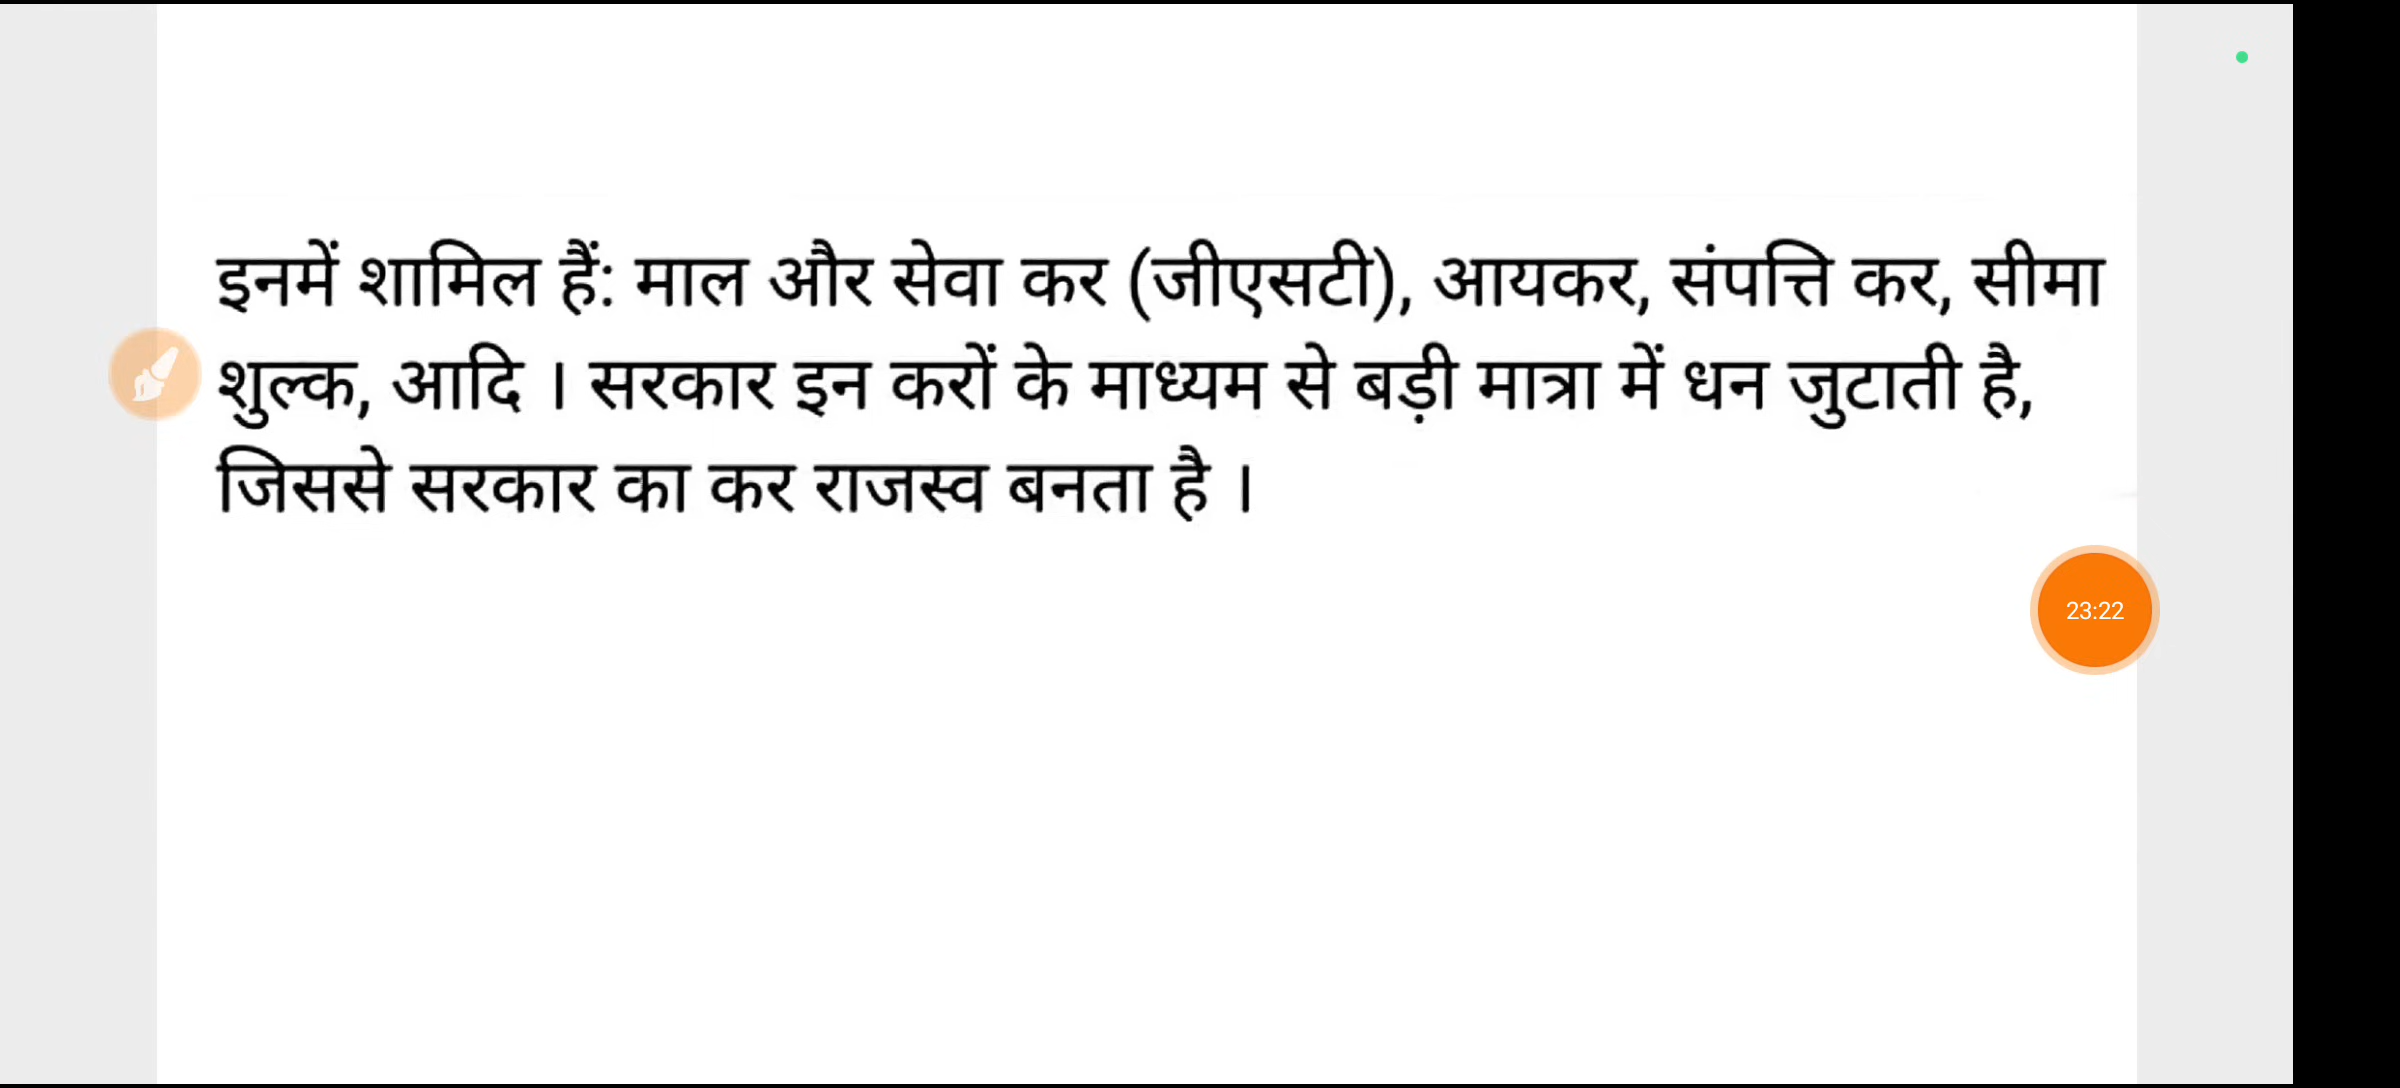 इनमें शामिल हैं: माल और सेवा कर (जीएसटी), आयकर, संपत्ति कर, सीमा
शुल्क, आदि । सरकार इन करों के माध्यम से बड़ी मात्रा में धन जुटाती है,
जिससे सरकार का कर राजस्व बनता है ।
23:22